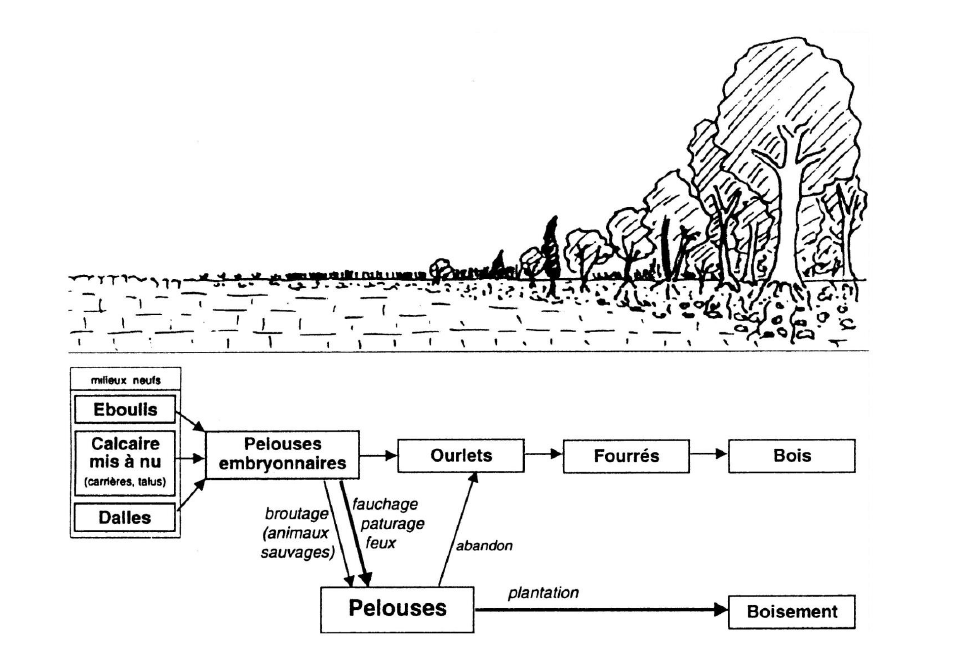 milieux neufs
Eboulis
Calcaire
mis à nu
(carrières, talus)
Dalles
Pelouses
embryonnaires
Ourlets
Fourrés
Bois
broutage
(animaux
sauvages)
fauchage
paturage
feux
abandon
Pelouses
plantation
Boisement